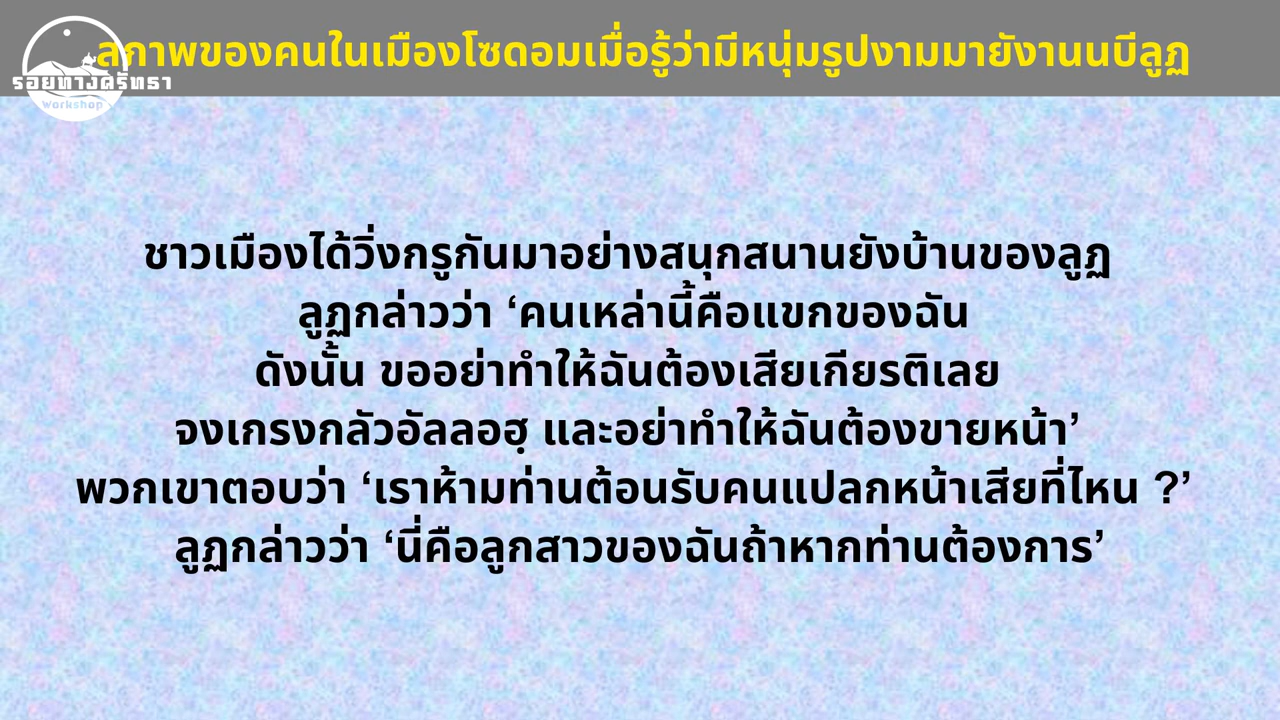 สภาพของคนในเมืองโซดอมเมื่อรู้ว่ามีหนุ่มรูปงามมายังงานนบีลูฏ
รอยทางศรัทธา
Workshop
ชาวเมืองได้วิ่งกรูกันมาอย่างสนุกสนานยังบ้านของลูฏ
ลูฏกล่าวว่า ‘คนเหล่านี้คือแขกของฉัน
ดังนั้น ขออย่าทำให้ฉันต้องเสียเกียรติเลย
จงเกรงกลัวอัลลอฮฺ และอย่าทำให้ฉันต้องขายหน้า’
พวกเขาตอบว่า ‘เราห้ามท่านต้อนรับคนแปลกหน้าเสียที่ไหน ?’
ลูฏกล่าวว่า ‘นี่คือลูกสาวของฉันถ้าหากท่านต้องการ’